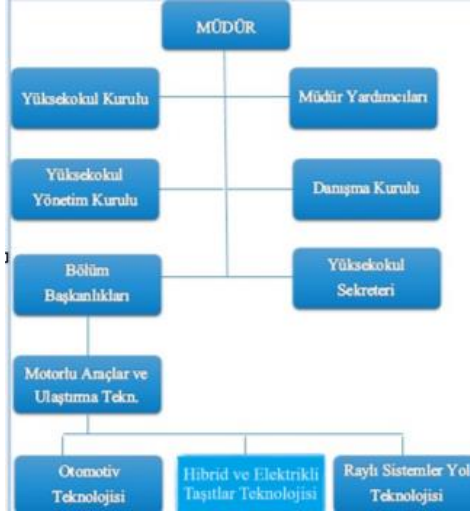 MÜDÜR
Yüksekokul Kurulu
Müdür Yardımcıları
Yüksekokul
Yönetim Kurulu
Danışma Kurulu
Bölüm
Başkanlıkları
Yüksekokul
Sekreteri
Motorlu Araçlar ve
Ulaştırma Tekn.
Otomotiv
Teknolojisi
Hibrid ve Elektrikli
Taşıtlar Teknolojisi
Raylı Sistemler Yol
Teknolojisi